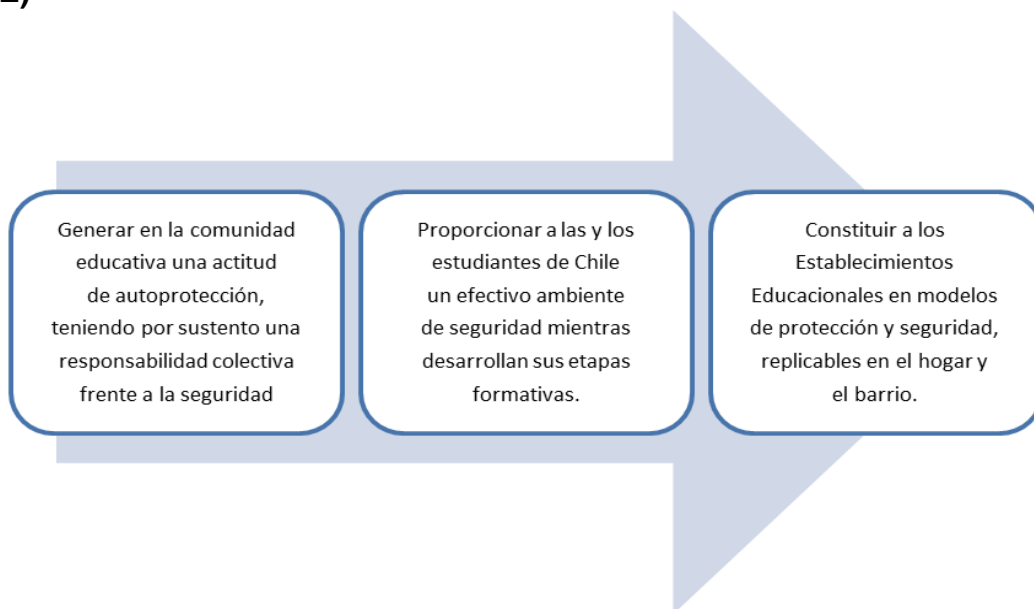 Generar en la comunidad
educativa una actitud
de autoprotección,
teniendo por sustento una
responsabilidad colectiva
frente a la seguridad
Proporcionar a las y los
estudiantes de Chile
un efectivo ambiente
de seguridad mientras
desarrollan sus etapas
formativas.
Constituir a los
Establecimientos
Educacionales en modelos
de protección y seguridad,
replicables en el hogar y
el barrio.